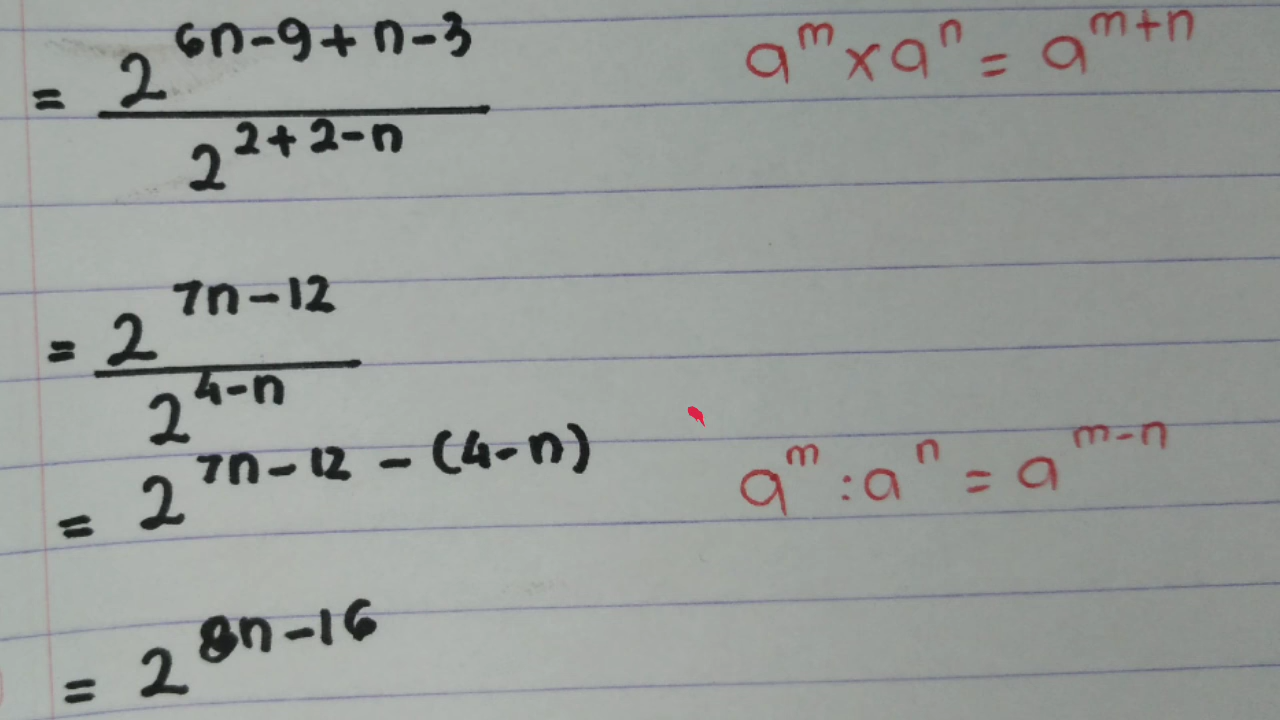 = 2^{6n-9+n-3} / 2^{2+2-n}
a^m × a^n = a^{m+n}
= 2^{7n-12} / 2^{4-n}
= 2^{7n-12-(4-n)}
a^m : a^n = a^{m-n}
= 2^{8n-16}